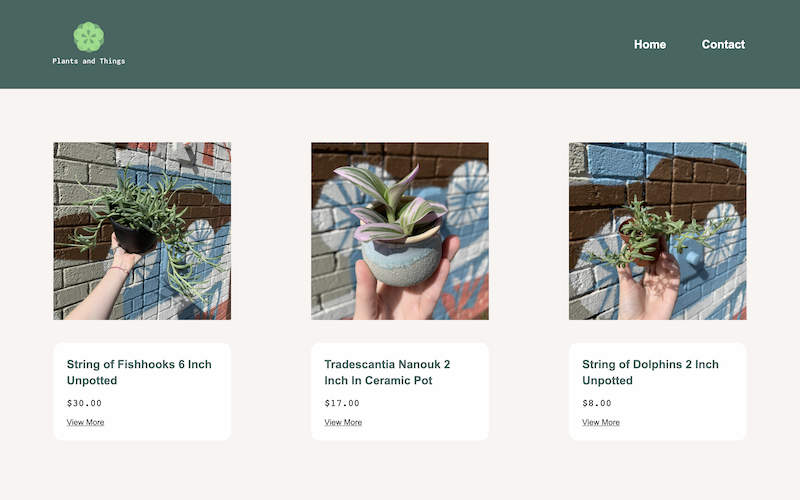 Plants and Things
Home
Contact
String of Fishhooks 6 Inch
Unpotted
$30.00
View More
Tradescantia Nanouk 2
Inch In Ceramic Pot
$17.00
View More
String of Dolphins 2 Inch
Unpotted
$8.00
View More